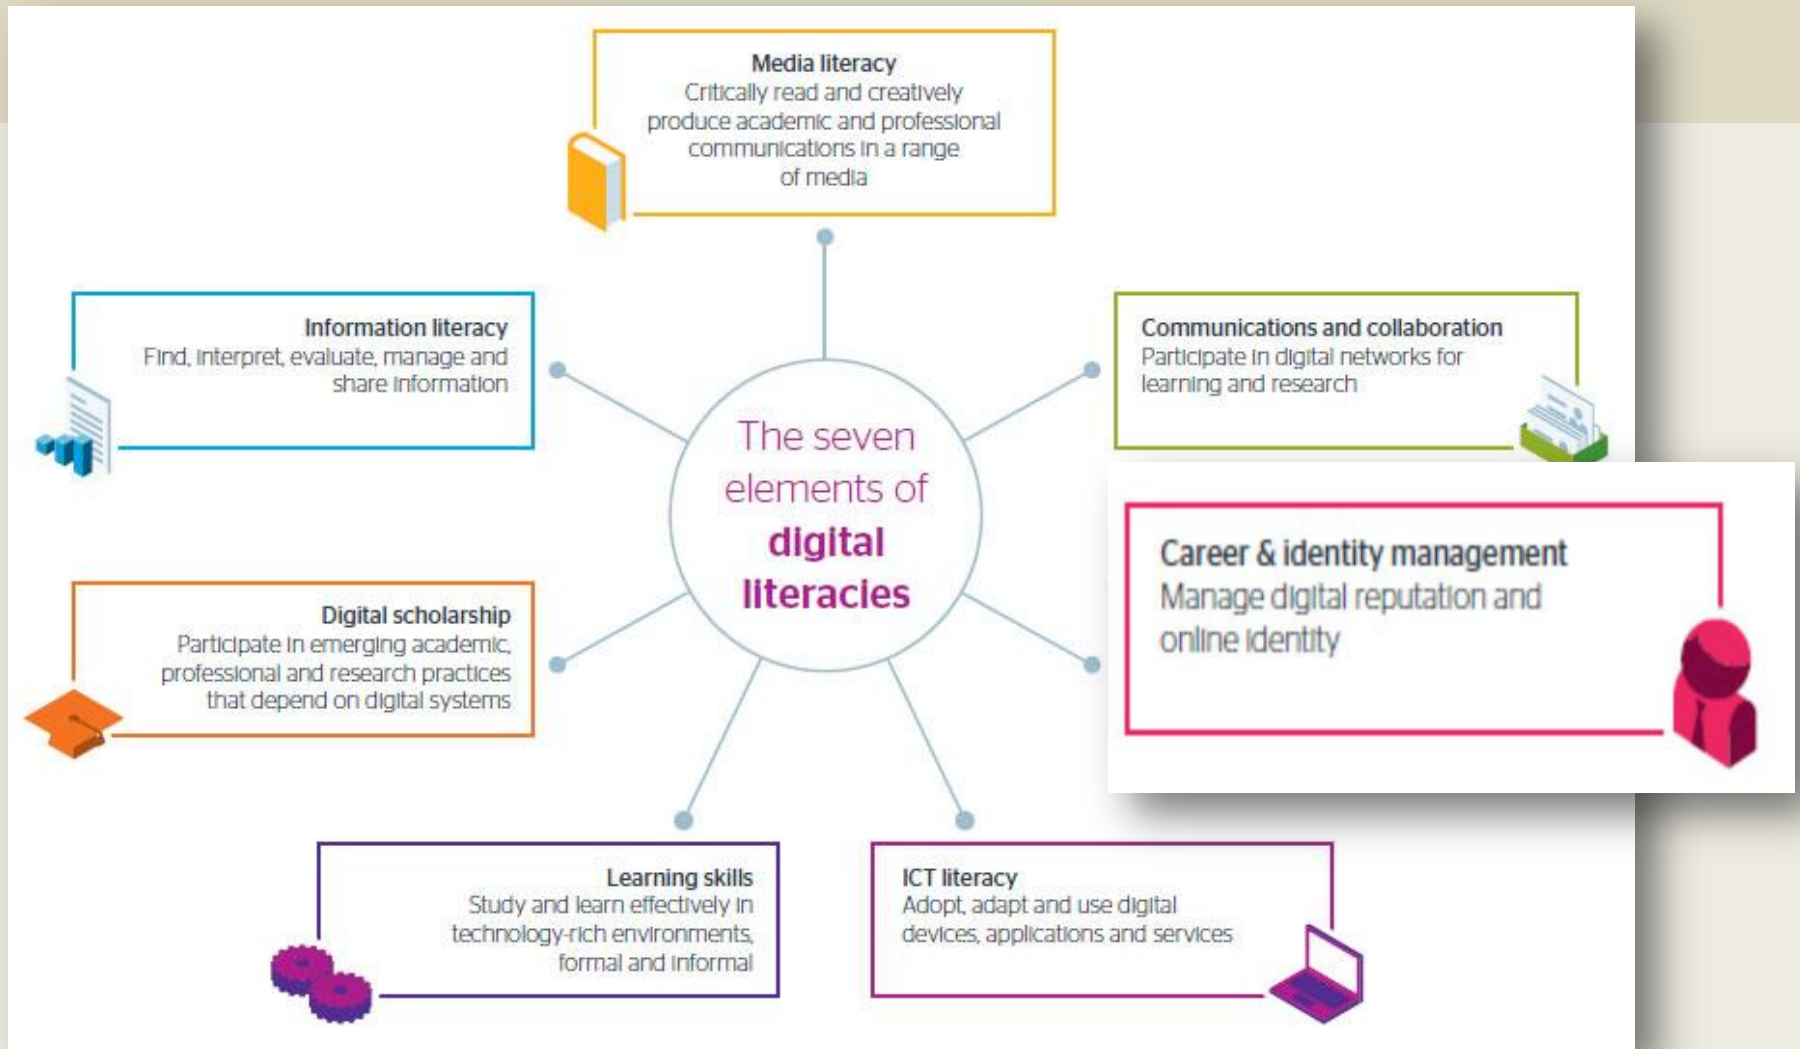 Media literacy
Critically read and creatively
produce academic and professional
communications in a range
of media
Information literacy
Find, interpret, evaluate, manage and
share information
Communications and collaboration
Participate in digital networks for
learning and research
The seven
elements of
digital
literacies
Career & identity management
Manage digital reputation and
online identity
Digital scholarship
Participate in emerging academic,
professional and research practices
that depend on digital systems
Learning skills
Study and learn effectively in
technology-rich environments,
formal and informal
ICT literacy
Adopt, adapt and use digital
devices, applications and services